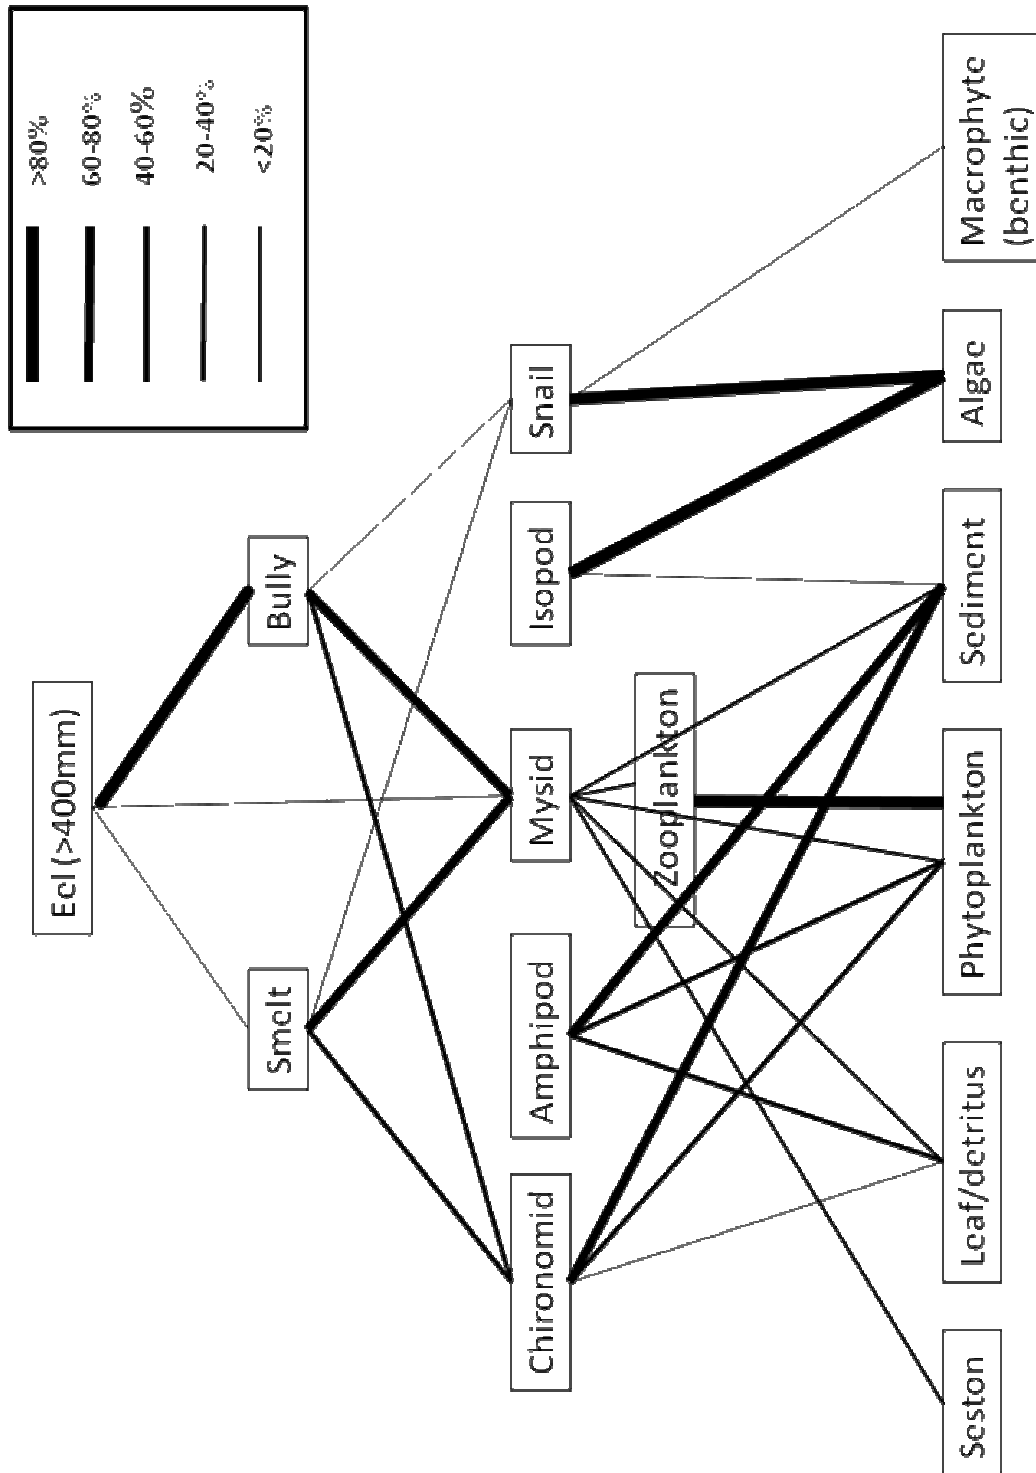 >80%
60-80%
40-60%
20-40%
<20%
Eel (>400mm)
Smelt
Bully
Chironomid
Amphipod
Mysid
Isopod
Snail
Zooplankton
Seston
Leaf/detritus
Phytoplankton
Sediment
Algae
Macrophyte
(benthic)